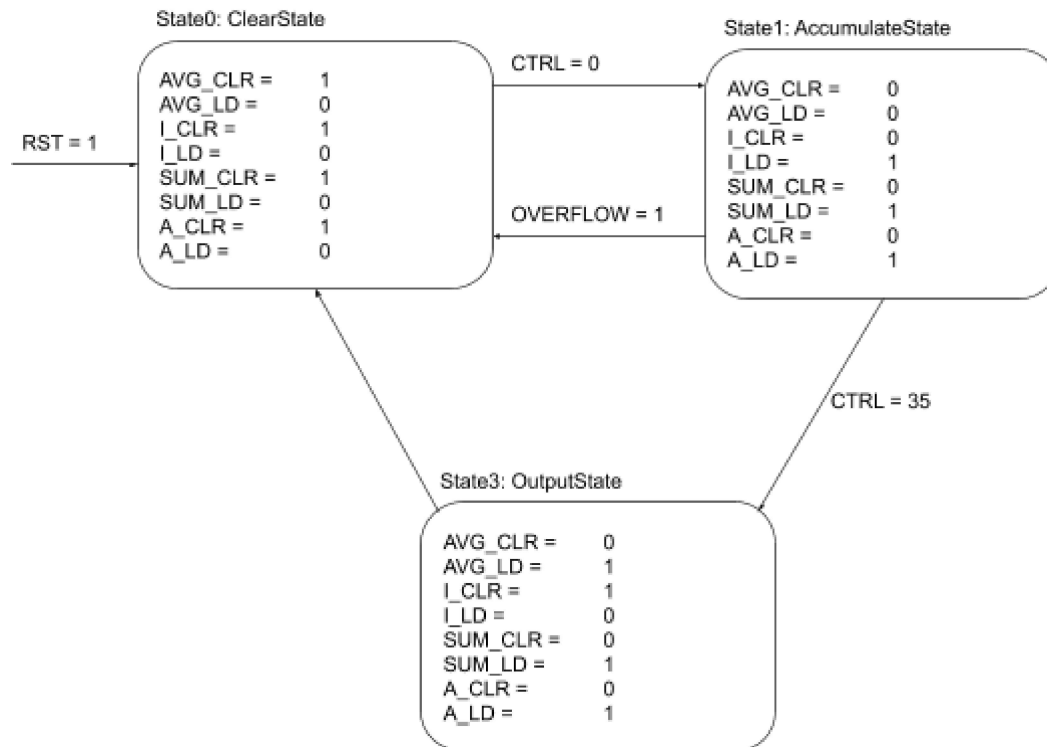 State0: ClearState
AVG_CLR = 1
AVG_LD = 0
I_CLR = 1
I_LD = 0
SUM_CLR = 1
SUM_LD = 0
A_CLR = 1
A_LD = 0
RST = 1
CTRL = 0
OVERFLOW = 1
State1: AccumulateState
AVG_CLR = 0
AVG_LD = 0
I_CLR = 0
I_LD = 1
SUM_CLR = 0
SUM_LD = 1
A_CLR = 0
A_LD = 1
CTRL = 35
State3: OutputState
AVG_CLR = 0
AVG_LD = 1
I_CLR = 1
I_LD = 0
SUM_CLR = 0
SUM_LD = 1
A_CLR = 0
A_LD = 1